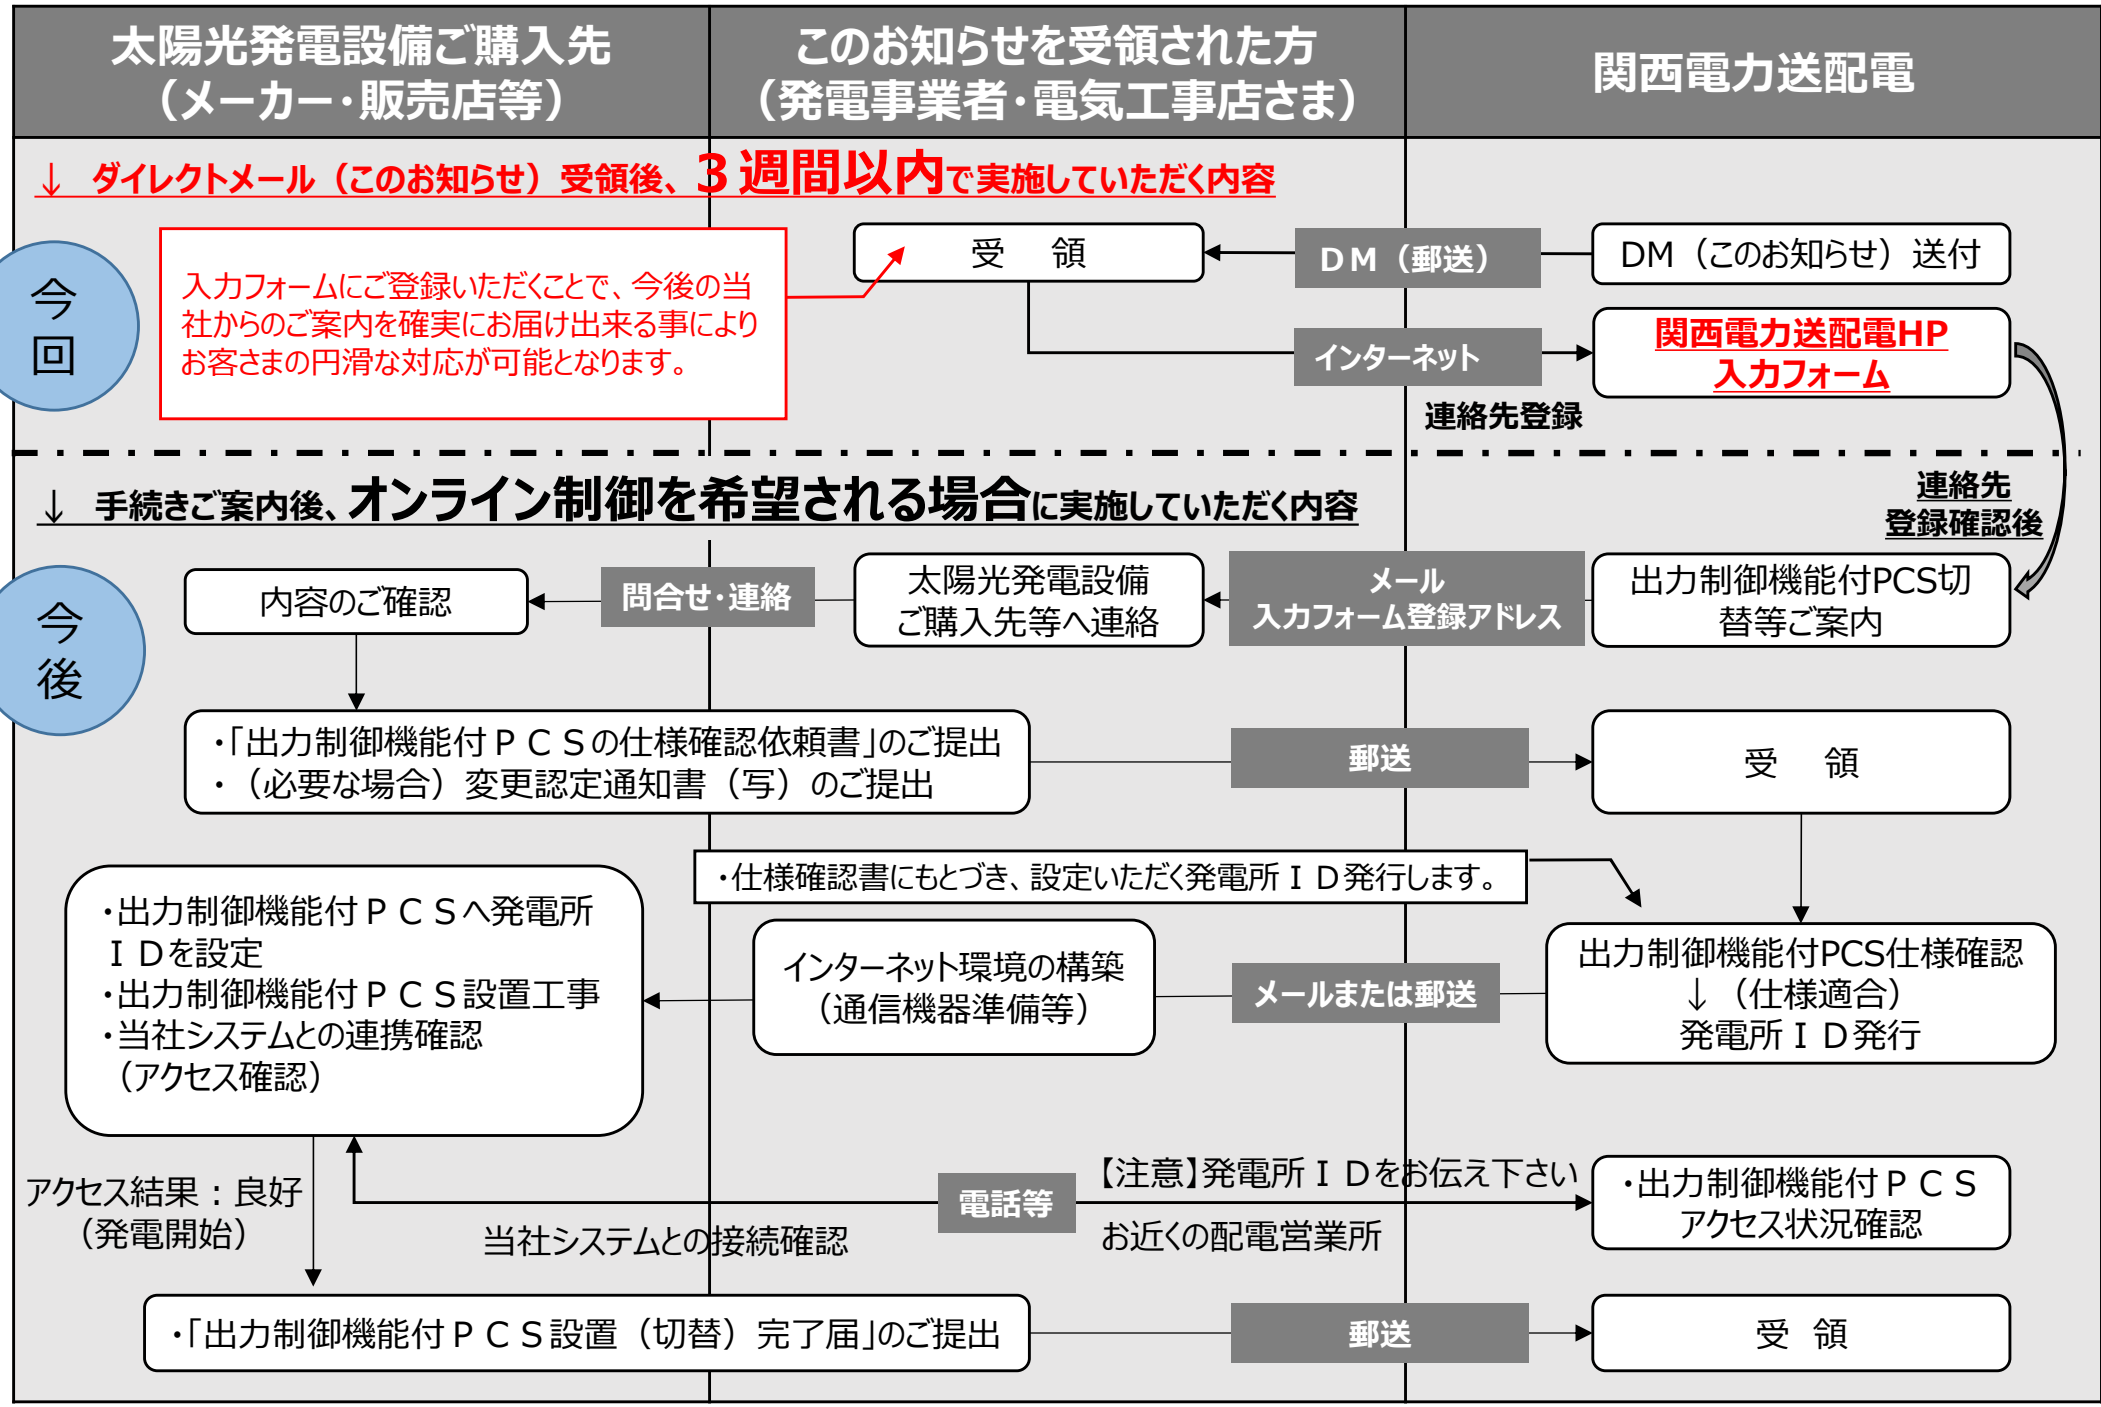 太陽光発電設備ご購入先
（メーカー・販売店等）
このお知らせを受領された方
（発電事業者・電気工事店さま）
関西電力送配電
↓　ダイレクトメール（このお知らせ）受領後、３週間以内で実施していただく内容
今
回
入力フォームにご登録いただくことで、今後の当
社からのご案内を確実にお届け出来る事により
お客さまの円滑な対応が可能となります。
受　領
ＤＭ（郵送）
DM（このお知らせ）送付
インターネット
関西電力送配電HP
入力フォーム
連絡先登録
↓　手続きご案内後、オンライン制御を希望される場合に実施していただく内容
連絡先
登録確認後
今
後
内容のご確認
問合せ・連絡
太陽光発電設備
ご購入先等へ連絡
メール
入力フォーム登録アドレス
出力制御機能付PCS切
替等ご案内
・「出力制御機能付ＰＣＳの仕様確認依頼書」のご提出
・（必要な場合）変更認定通知書（写）のご提出
郵送
受　領
・仕様確認書にもとづき、設定いただく発電所ＩＤ発行します。
・出力制御機能付ＰＣＳへ発電所
ＩＤを設定
・出力制御機能付ＰＣＳ設置工事
・当社システムとの連携確認
（アクセス確認）
インターネット環境の構築
（通信機器準備等）
メールまたは郵送
出力制御機能付PCS仕様確認
↓（仕様適合）
発電所ＩＤ発行
アクセス結果：良好
（発電開始）
当社システムとの接続確認
電話等
【注意】発電所ＩＤをお伝え下さい
お近くの配電営業所
・出力制御機能付ＰＣＳ
アクセス状況確認
・「出力制御機能付ＰＣＳ設置（切替）完了届」のご提出
郵送
受 領